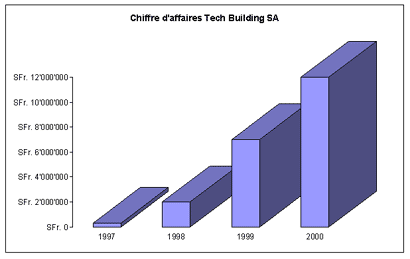 Chiffre d'affaires Tech Building SA
SFr. 12'000'000
SFr. 10'000'000
SFr. 8'000'000
SFr. 6'000'000
SFr. 4'000'000
SFr. 2'000'000
SFr. 0
1997 1998 1999 2000